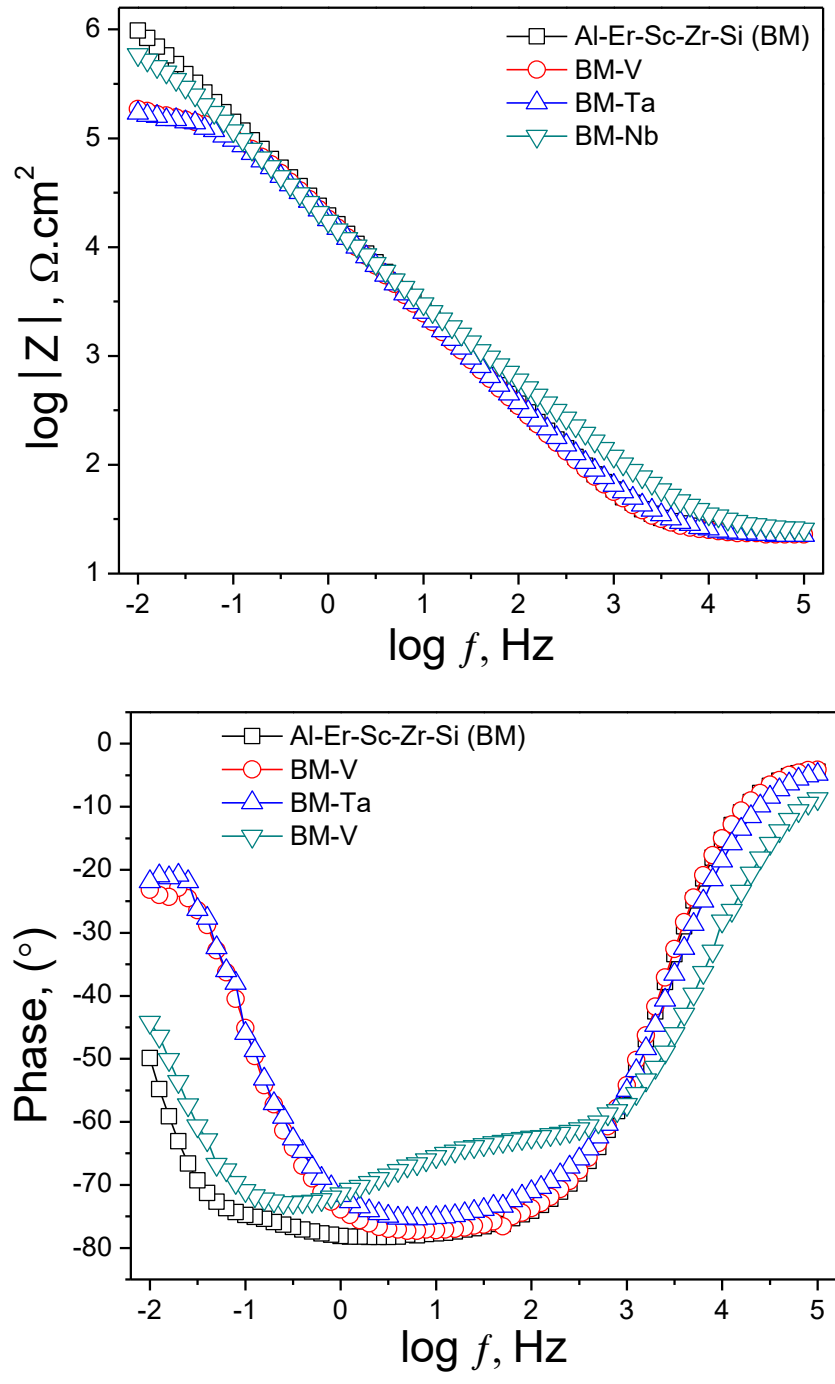 Al-Er-Sc-Zr-Si (BM)
BM-V
BM-Ta
BM-Nb
log |Z|, Ω.cm²
6
5
4
3
2
1
-2 -1 0 1 2 3 4 5
log f, Hz
Al-Er-Sc-Zr-Si (BM)
BM-V
BM-Ta
BM-V
Phase, (°)
0
-10
-20
-30
-40
-50
-60
-70
-80
-2 -1 0 1 2 3 4 5
log f, Hz